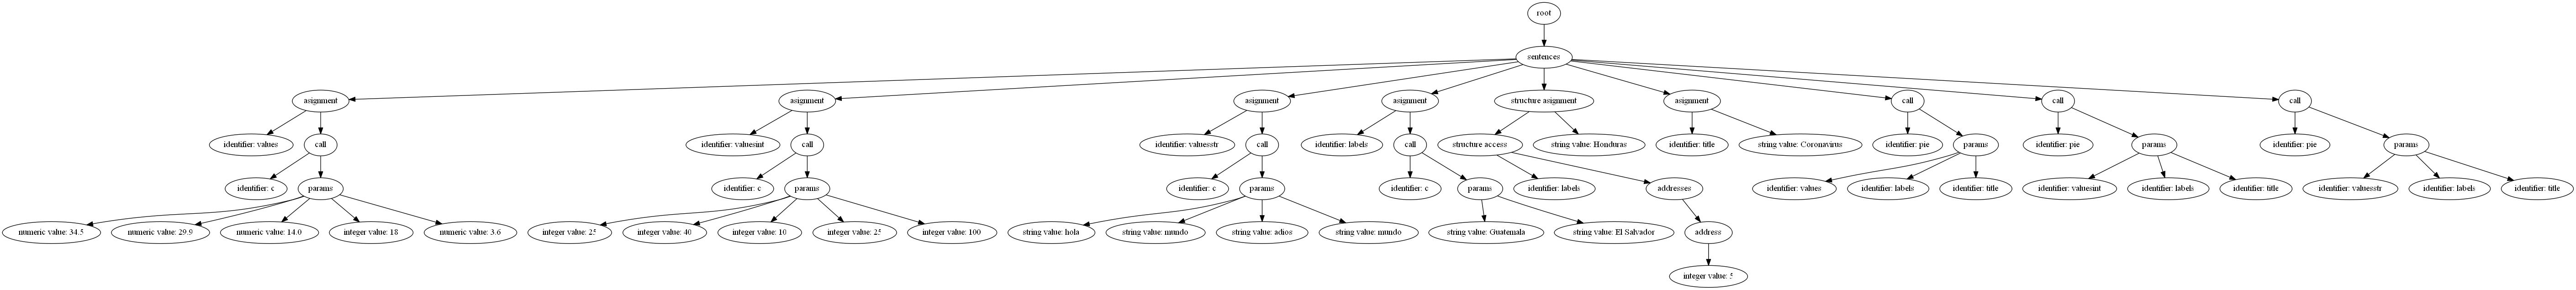 root
sentences
asignment
asignment
asignment
asignment
structure asignment
asignment
call
call
call
identifier: values
call
identifier: valuesint
call
identifier: valuesstr
call
identifier: labels
call
structure access
string value: Honduras
identifier: title
string value: Coronavirus
identifier: pie
params
identifier: pie
params
identifier: pie
params
identifier: c
params
identifier: c
params
identifier: c
params
identifier: c
params
identifier: labels
addresses
identifier: values
identifier: labels
identifier: title
identifier: valuesint
identifier: labels
identifier: title
identifier: valuesstr
identifier: labels
identifier: title
numeric value: 34.5
numeric value: 29.9
numeric value: 14.0
integer value: 18
numeric value: 3.6
integer value: 25
integer value: 40
integer value: 10
integer value: 25
integer value: 100
string value: hola
string value: mundo
string value: adios
string value: mundo
string value: Guatemala
string value: El Salvador
address
integer value: 5